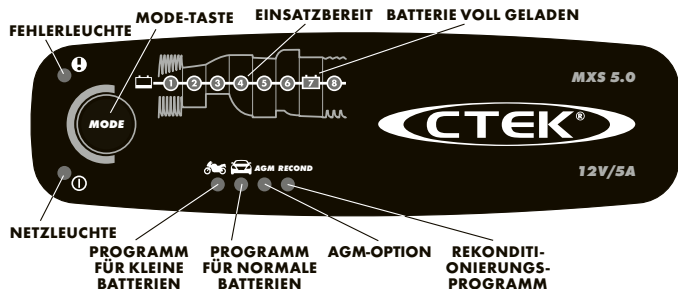 FEHLERLEUCHTE
MODE-TASTE
EINSATZBEREIT
BATTERIE VOLL GELADEN
1 2 3 4 5 6 7 8
MXS 5.0
MODE
CTEK®
12V/5A
AGM RECOND
NETZLEUCHTE
PROGRAMM
FÜR KLEINE
BATTERIEN
PROGRAMM
FÜR NORMALE
BATTERIEN
AGM-OPTION
REKONDITI-
ONIERUNGS-
PROGRAMM